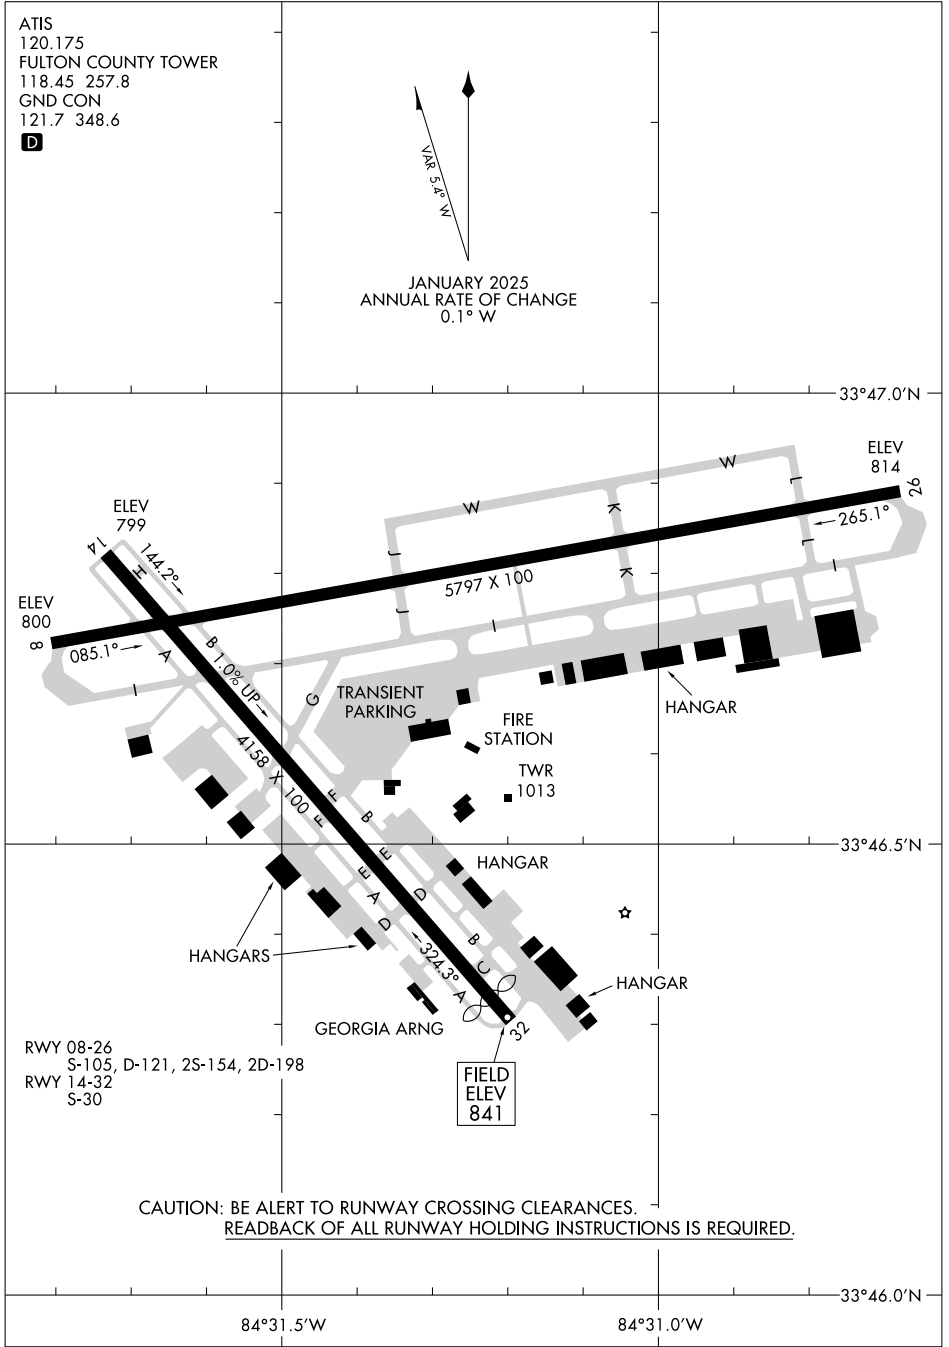 ATIS
120.175
FULTON COUNTY TOWER
118.45 257.8
GND CON
121.7 348.6
D
VAR 5.4° W
JANUARY 2025
ANNUAL RATE OF CHANGE
0.1° W
33°47.0'N
ELEV
814
26
265.1°
W
W
L
L
K
K
J
J
I
I
I
5797 X 100
ELEV
799
14
144.2°
H
ELEV
800
8
085.1°
A
B
1.0% UP
G
TRANSIENT
PARKING
HANGAR
FIRE
STATION
TWR
1013
4158 X 100
F
F
B
E
E
A
D
D
B
C
A
33°46.5'N
HANGAR
HANGARS
324.3°
HANGAR
GEORGIA ARNG
32
RWY 08-26
S-105, D-121, 2S-154, 2D-198
RWY 14-32
S-30
FIELD
ELEV
841
CAUTION: BE ALERT TO RUNWAY CROSSING CLEARANCES.
READBACK OF ALL RUNWAY HOLDING INSTRUCTIONS IS REQUIRED.
33°46.0'N
84°31.5'W
84°31.0'W